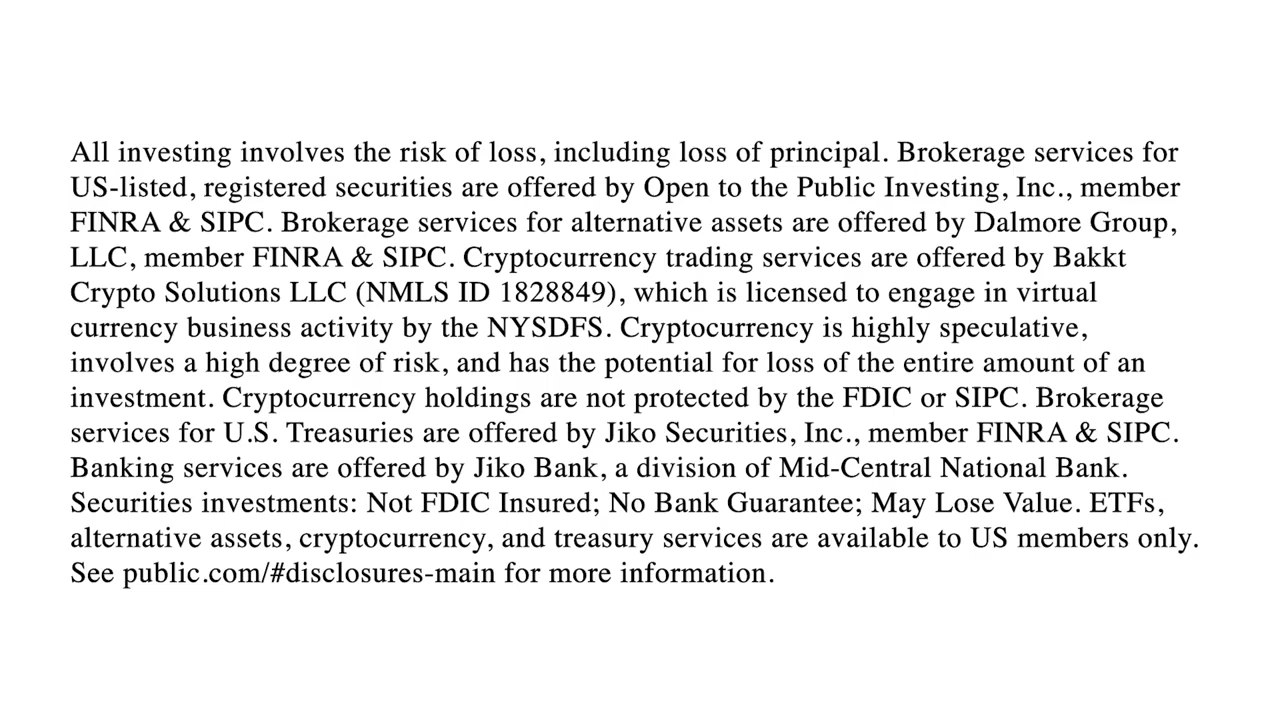 All investing involves the risk of loss, including loss of principal. Brokerage services for
US-listed, registered securities are offered by Open to the Public Investing, Inc., member
FINRA & SIPC. Brokerage services for alternative assets are offered by Dalmore Group,
LLC, member FINRA & SIPC. Cryptocurrency trading services are offered by Bakkt
Crypto Solutions LLC (NMLS ID 1828849), which is licensed to engage in virtual
currency business activity by the NYSDFS. Cryptocurrency is highly speculative,
involves a high degree of risk, and has the potential for loss of the entire amount of an
investment. Cryptocurrency holdings are not protected by the FDIC or SIPC. Brokerage
services for U.S. Treasuries are offered by Jiko Securities, Inc., member FINRA & SIPC.
Banking services are offered by Jiko Bank, a division of Mid-Central National Bank.
Securities investments: Not FDIC Insured; No Bank Guarantee; May Lose Value. ETFs,
alternative assets, cryptocurrency, and treasury services are available to US members only.
See public.com/#disclosures-main for more information.